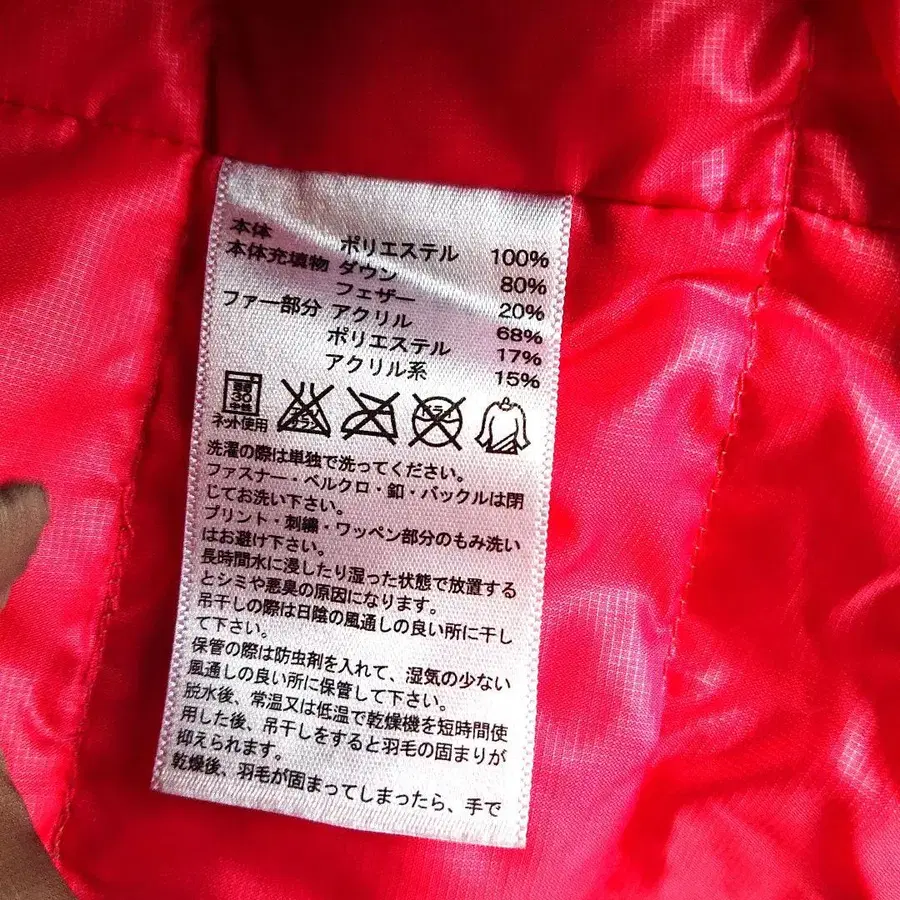 本体 ポリエステル 100%
本体充填物 ダウン 80%
フェザー 20%
ファー部分 アクリル 68%
ポリエステル 17%
アクリル系 15%
30 中性 エンソ サラシ ドライ
ネット使用
洗濯の際は単独で洗ってください。
ファスナー・ベルクロ・釦・バックルは閉
じてお洗い下さい。
プリント・刺繍・ワッペン部分のもみ洗い
はお避け下さい。
長時間水に浸したり湿った状態で放置する
とシミや悪臭の原因になります。
吊干しの際は日陰の風通しの良い所に干し
て下さい。
保管の際は防虫剤を入れて、湿気の少ない
風通しの良い所に保管して下さい。
脱水後、常温又は低温で乾燥機を短時間使
用した後、吊干しをすると羽毛の固まりが
抑えられます。
乾燥後、羽毛が固まってしまったら、手で